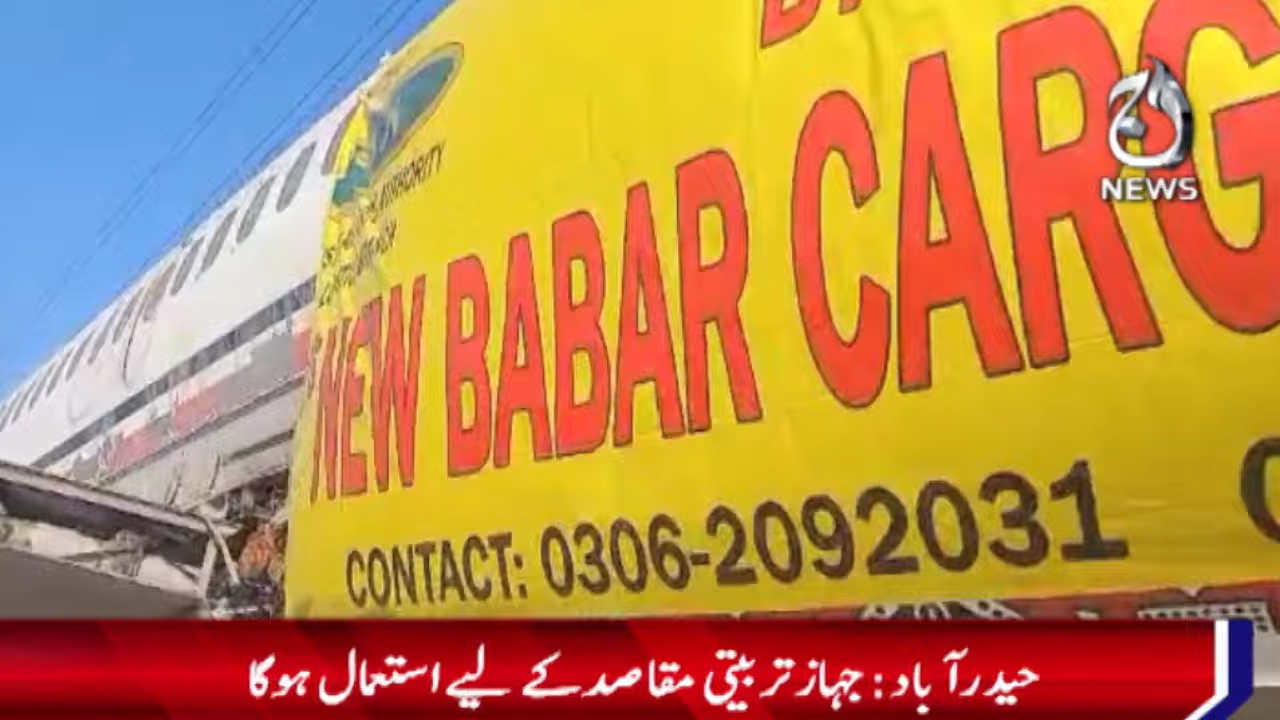 AUTHORITY
NEW BABAR CARG
CONTACT: 0306-2092031
NEWS
حیدرآباد: جہاز تربیتی مقاصد کے لیے استعمال ہوگا